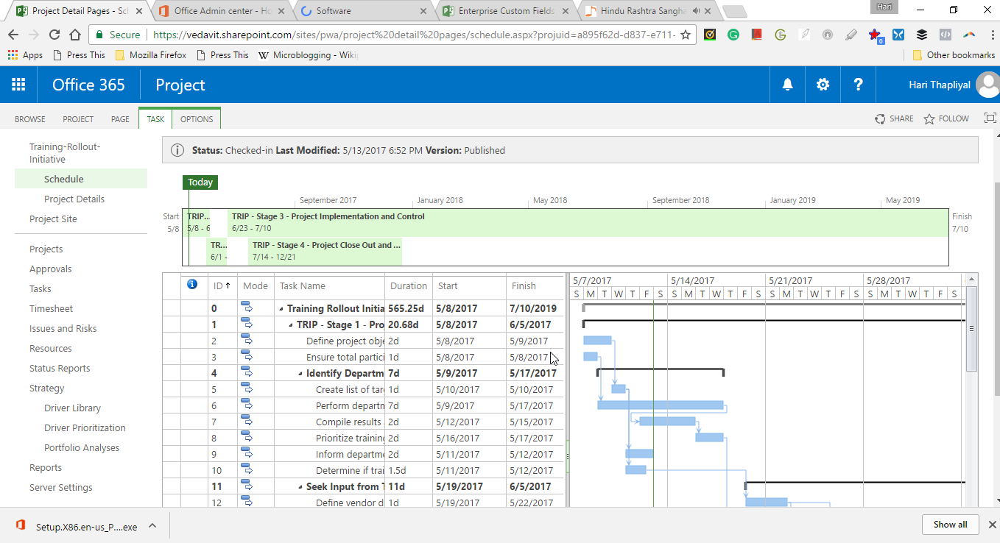 Project Detail Pages - Sch
Office Admin center - Ho
Software
Enterprise Custom Fields
Hindu Rashtra Sangha
Hari
Secure
https://vedavit.sharepoint.com/sites/pwa/project%20detail%20pages/schedule.aspx?projuid=a895f62d-d837-e711-
0
Apps
Press This
Mozilla Firefox
Press This
W Microblogging - Wikip
Other bookmarks
Office 365
Project
?
Hari Thapliyal
BROWSE PROJECT PAGE TASK OPTIONS
SHARE FOLLOW
Training-Rollout-
Initiative
Schedule
Project Details
Project Site
Projects
Approvals
Tasks
Timesheet
Issues and Risks
Resources
Status Reports
Strategy
Driver Library
Driver Prioritization
Portfolio Analyses
Reports
Server Settings
Status: Checked-in Last Modified: 5/13/2017 6:52 PM Version: Published
Today
September 2017 January 2018 May 2018 September 2018 January 2019 May 2019
Start
5/8
TRIP...
5/8 - 6
TRIP - Stage 3 - Project Implementation and Control
6/23 - 7/10
Finish
7/10
TR...
6/1 -
TRIP - Stage 4 - Project Close Out and ...
7/14 - 12/21
ID Mode Task Name Duration Start Finish
5/7/2017 5/14/2017 5/21/2017 5/28/2017
S M T W T F S S M T W T F S S M T W T F S S M T W T F S
0 Training Rollout Initia 565.25d 5/8/2017 7/10/2019
1 TRIP - Stage 1 - Pro 20.68d 5/8/2017 6/5/2017
2 Define project obje 2d 5/8/2017 5/9/2017
3 Ensure total partici 1d 5/8/2017 5/8/2017
4 Identify Departm 7d 5/9/2017 5/17/2017
5 Create list of targ 1d 5/10/2017 5/10/2017
6 Perform departm 7d 5/9/2017 5/17/2017
7 Compile results 2d 5/12/2017 5/15/2017
8 Prioritize training 2d 5/16/2017 5/17/2017
9 Inform departme 2d 5/11/2017 5/12/2017
10 Determine if trai 1.5d 5/11/2017 5/12/2017
11 Seek Input from T 11d 5/19/2017 6/5/2017
12 Define vendor d 1d 5/19/2017 5/22/2017
Setup.X86.en-us_P....exe
Show all